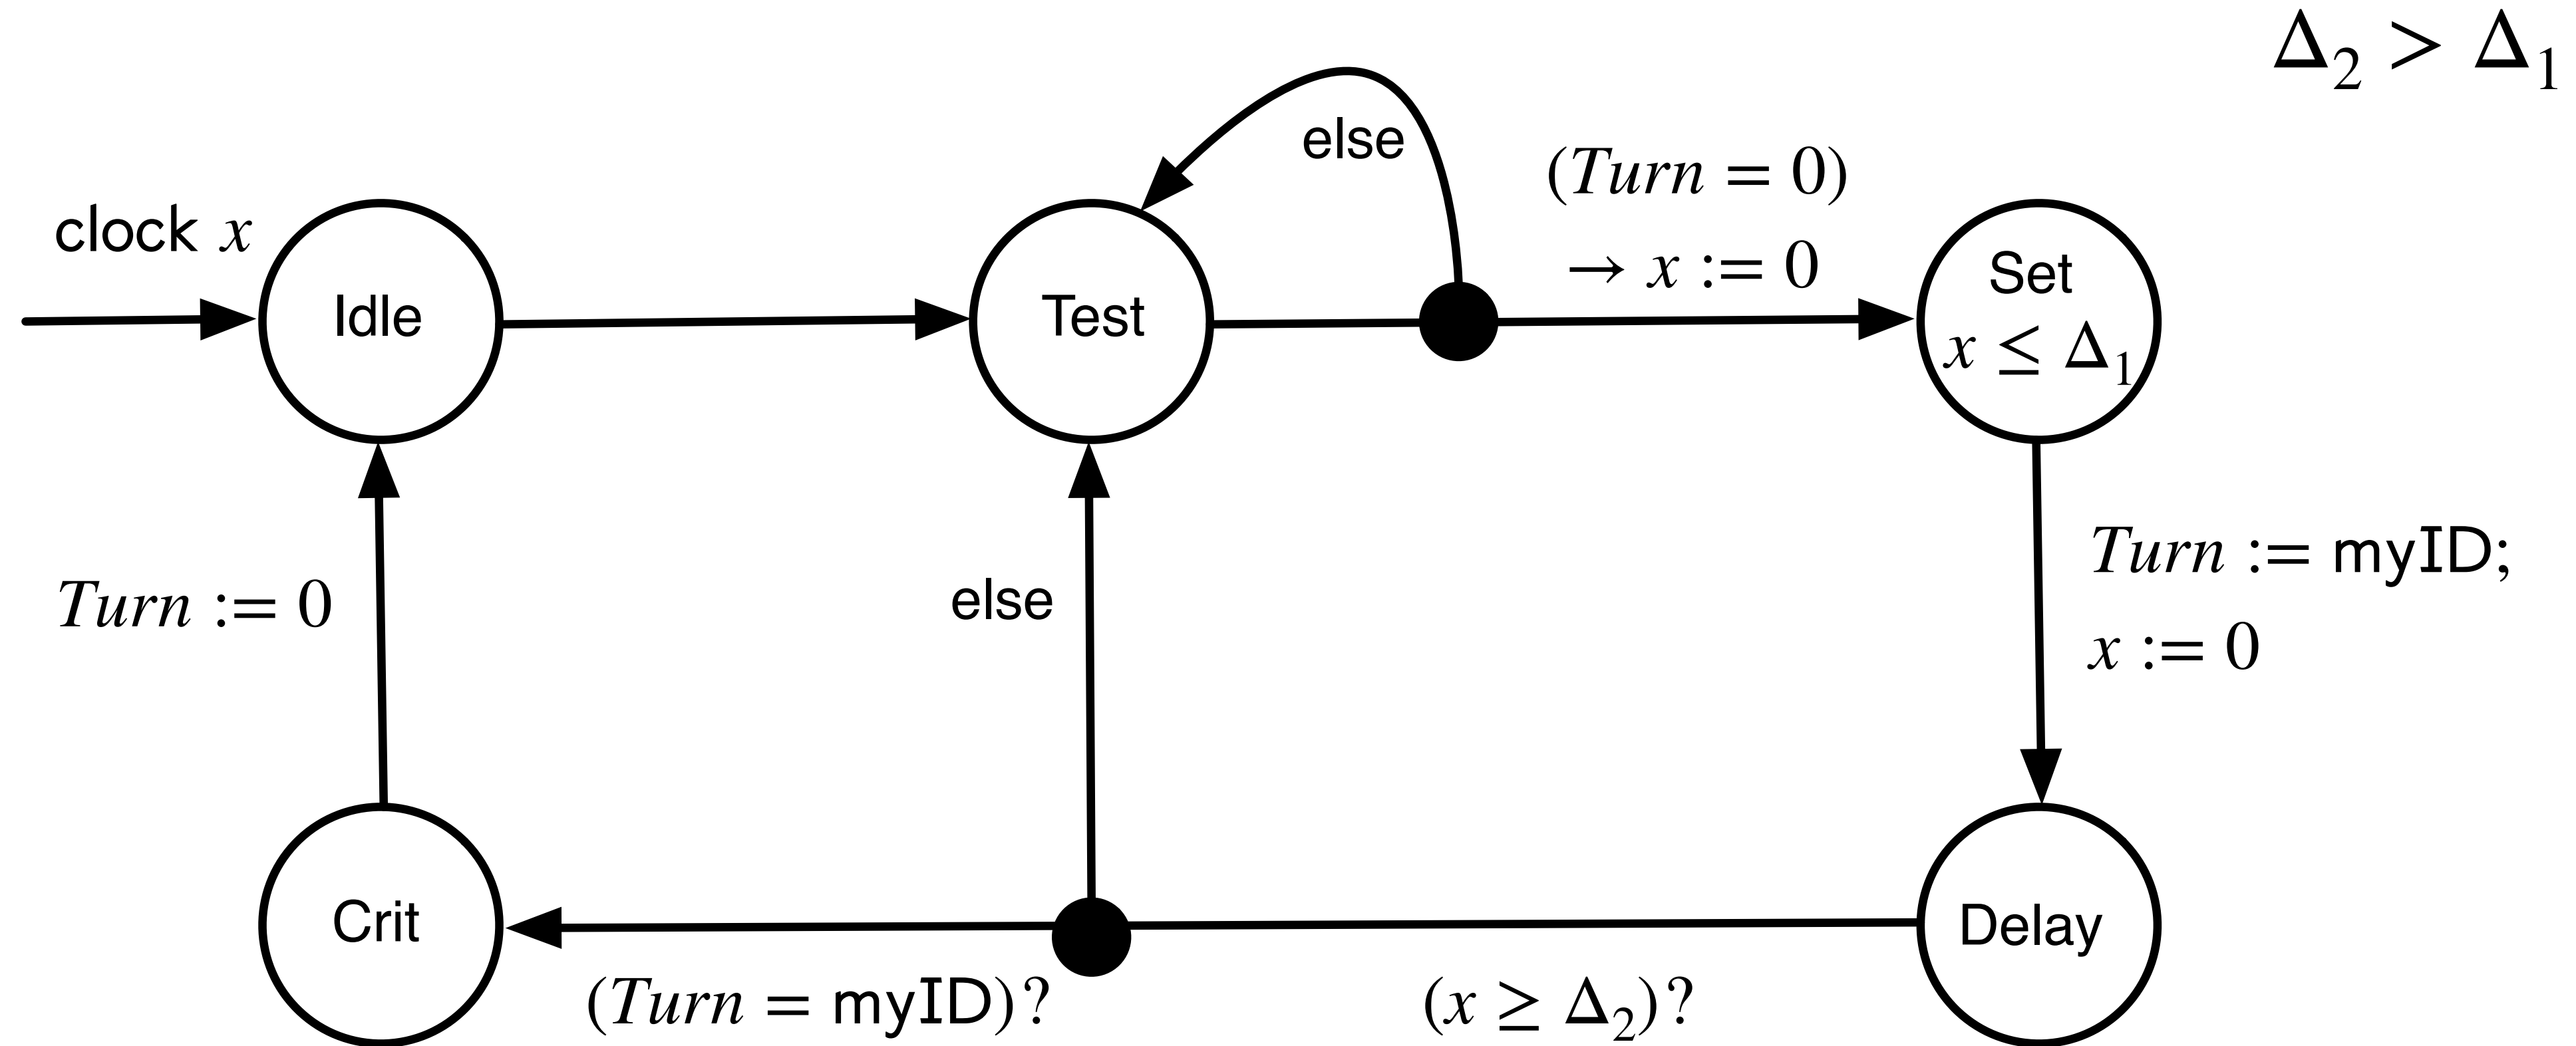 Δ₂ > Δ₁
else
(Turn = 0)
→ x := 0
clock x
Idle
Test
Set
x ≤ Δ₁
Turn := 0
else
Turn := myID;
x := 0
Crit
Delay
(Turn = myID)?
(x ≥ Δ₂)?